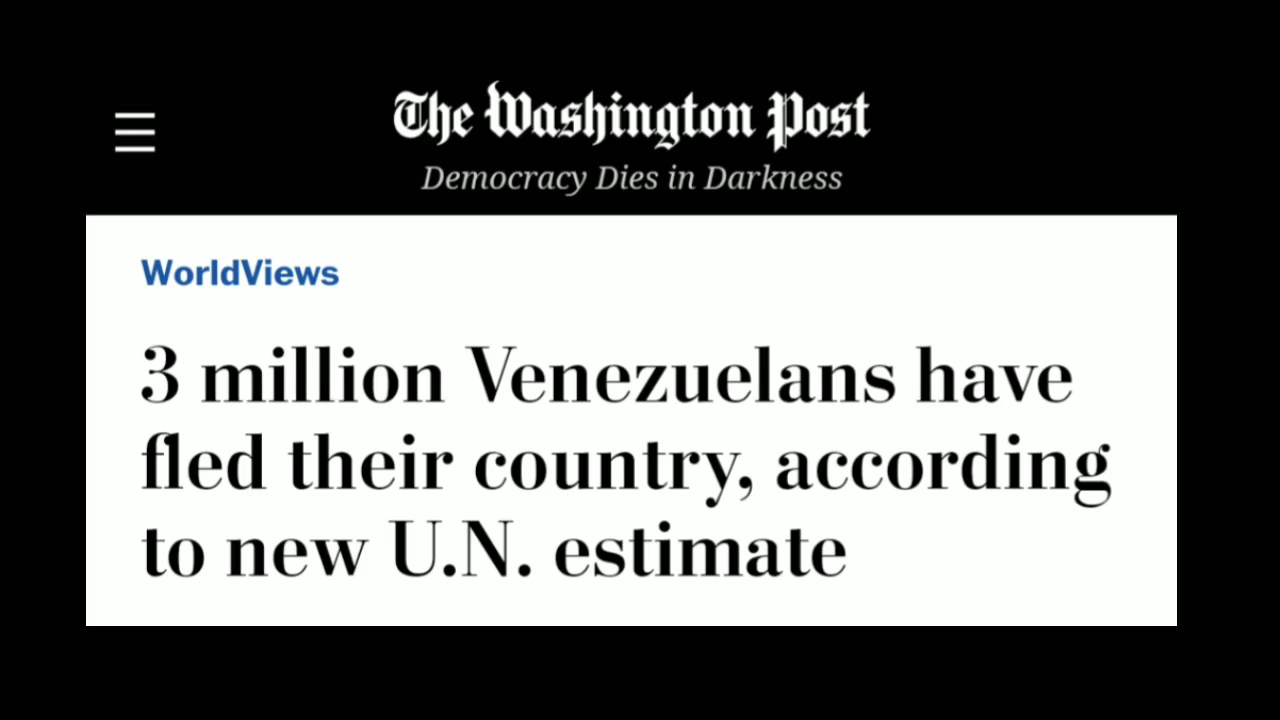 The Washington Post
Democracy Dies in Darkness
WorldViews
3 million Venezuelans have
fled their country, according
to new U.N. estimate